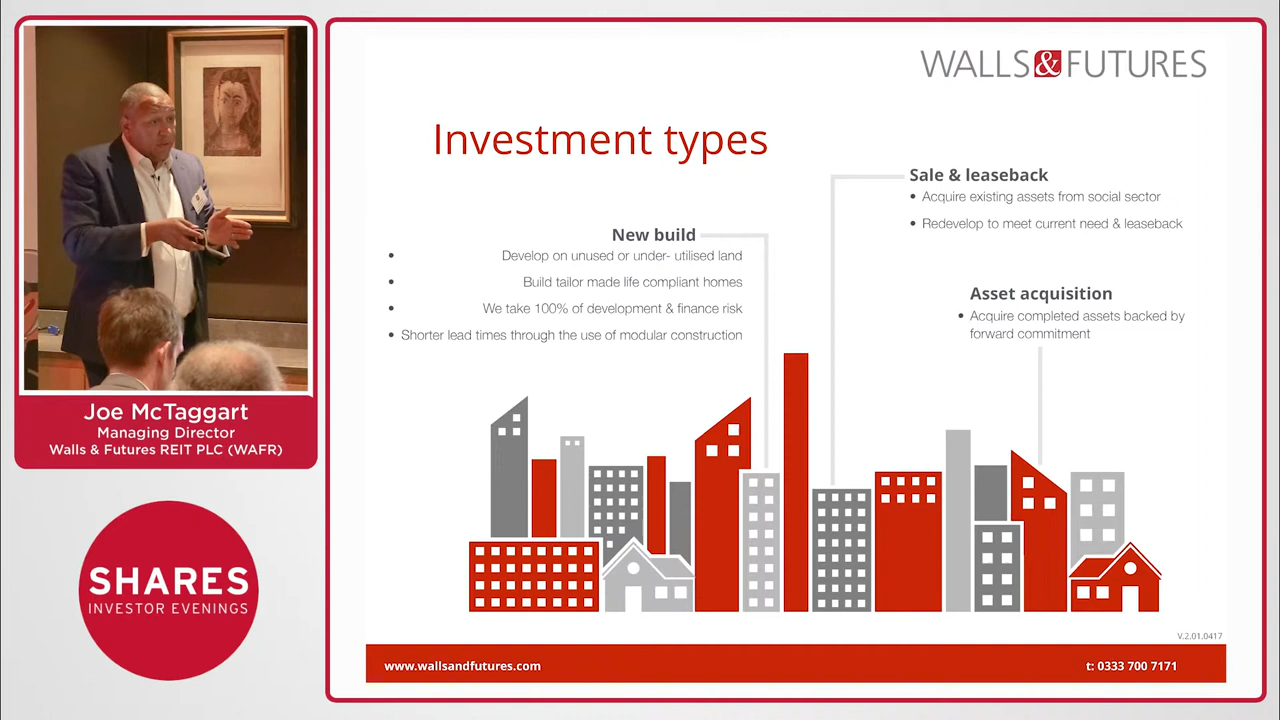 Joe McTaggart
Managing Director
Walls & Futures REIT PLC (WAFR)
SHARES
INVESTOR EVENINGS
WALLS&FUTURES
Investment types
New build
• Develop on unused or under- utilised land
• Build tailor made life compliant homes
• We take 100% of development & finance risk
• Shorter lead times through the use of modular construction
Sale & leaseback
• Acquire existing assets from social sector
• Redevelop to meet current need & leaseback
Asset acquisition
• Acquire completed assets backed by
forward commitment
V.2.01.0417
www.wallsandfutures.com
t: 0333 700 7171